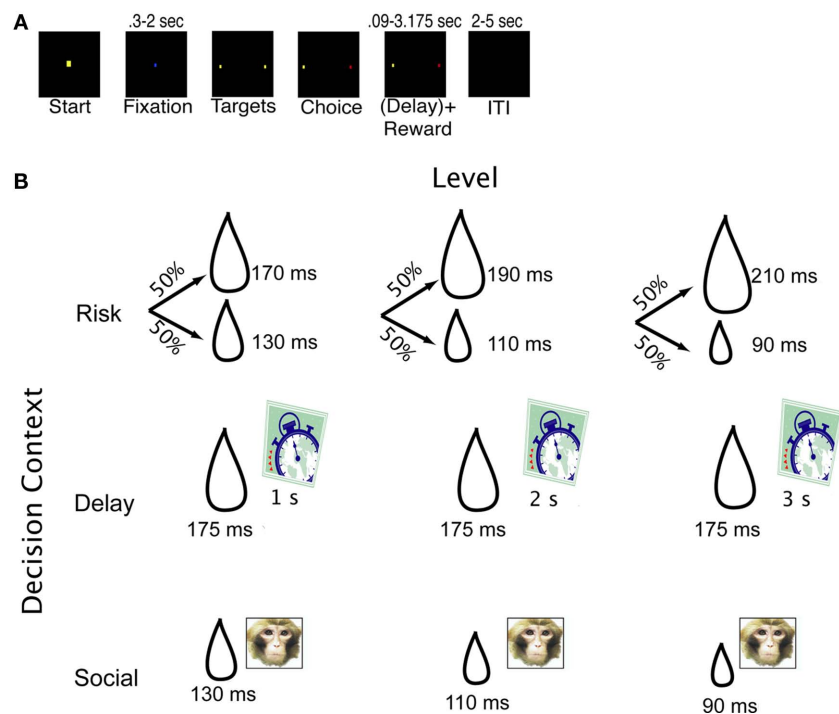 A
.3-2 sec
.09-3.175 sec
2-5 sec
Start
Fixation
Targets
Choice
(Delay)+
Reward
ITI
B
Level
Decision Context
Risk
50%
50%
170 ms
130 ms
50%
50%
190 ms
110 ms
50%
50%
210 ms
90 ms
Delay
1 s
175 ms
2 s
175 ms
3 s
175 ms
Social
130 ms
110 ms
90 ms